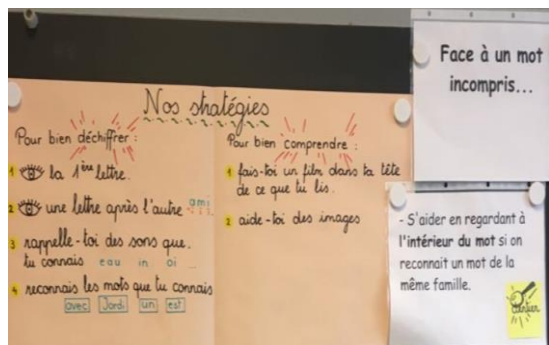 Nos stratégies
Pour bien déchiffrer :
1 la 1ère lettre.
2 une lettre après l'autre ami
3 rappelle-toi des sons que
tu connais eau in oi ...
4 reconnais les mots que tu connais
avec Jordi un est
Pour bien comprendre :
1 fais-toi un film dans ta tête
de ce que tu lis.
2 aide-toi des images
Face à un mot
incompris...
- S'aider en regardant à
l'intérieur du mot si on
reconnait un mot de la
même famille.